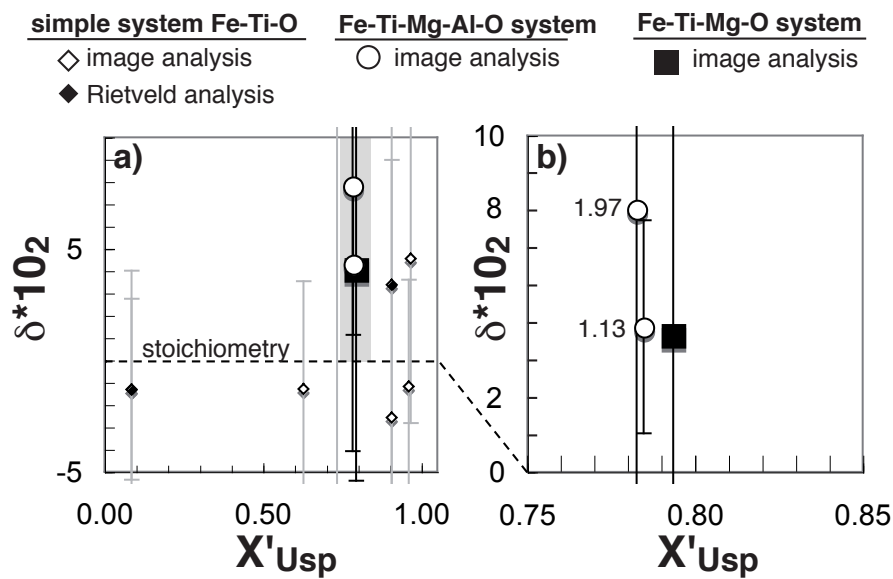 simple system Fe-Ti-O
Fe-Ti-Mg-Al-O system
Fe-Ti-Mg-O system
image analysis
image analysis
image analysis
Rietveld analysis
a)
5
-5
δ*10₂
stoichiometry
0.00
0.50
1.00
X'Usp
b)
10
8
2
0
δ*10₂
1.97
1.13
0.75
0.80
0.85
X'Usp